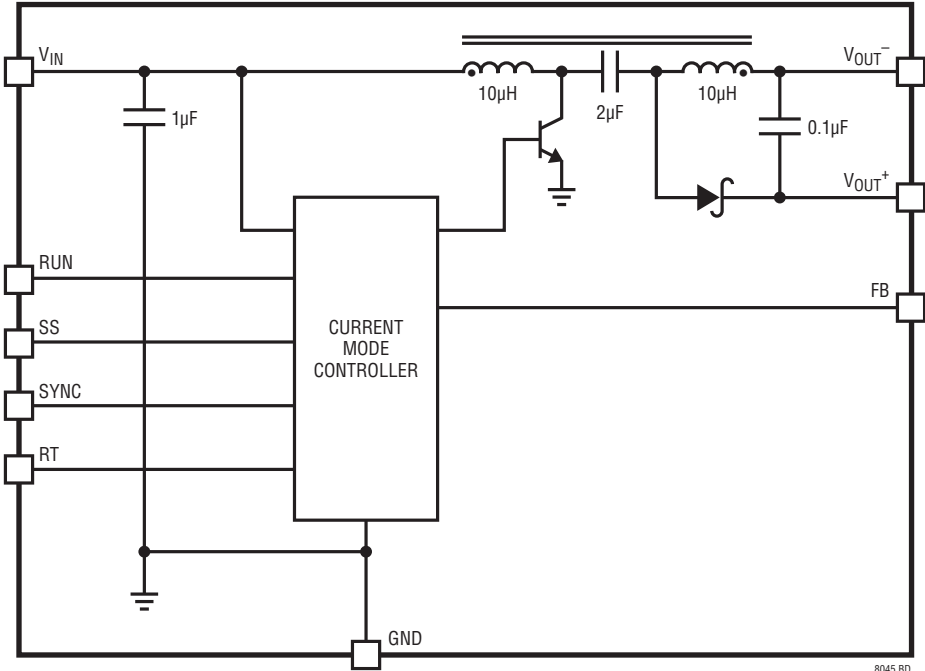 VIN
VOUT–
10µH
2µF
10µH
1µF
0.1µF
VOUT+
RUN
FB
SS
CURRENT
MODE
CONTROLLER
SYNC
RT
GND
8045 BD